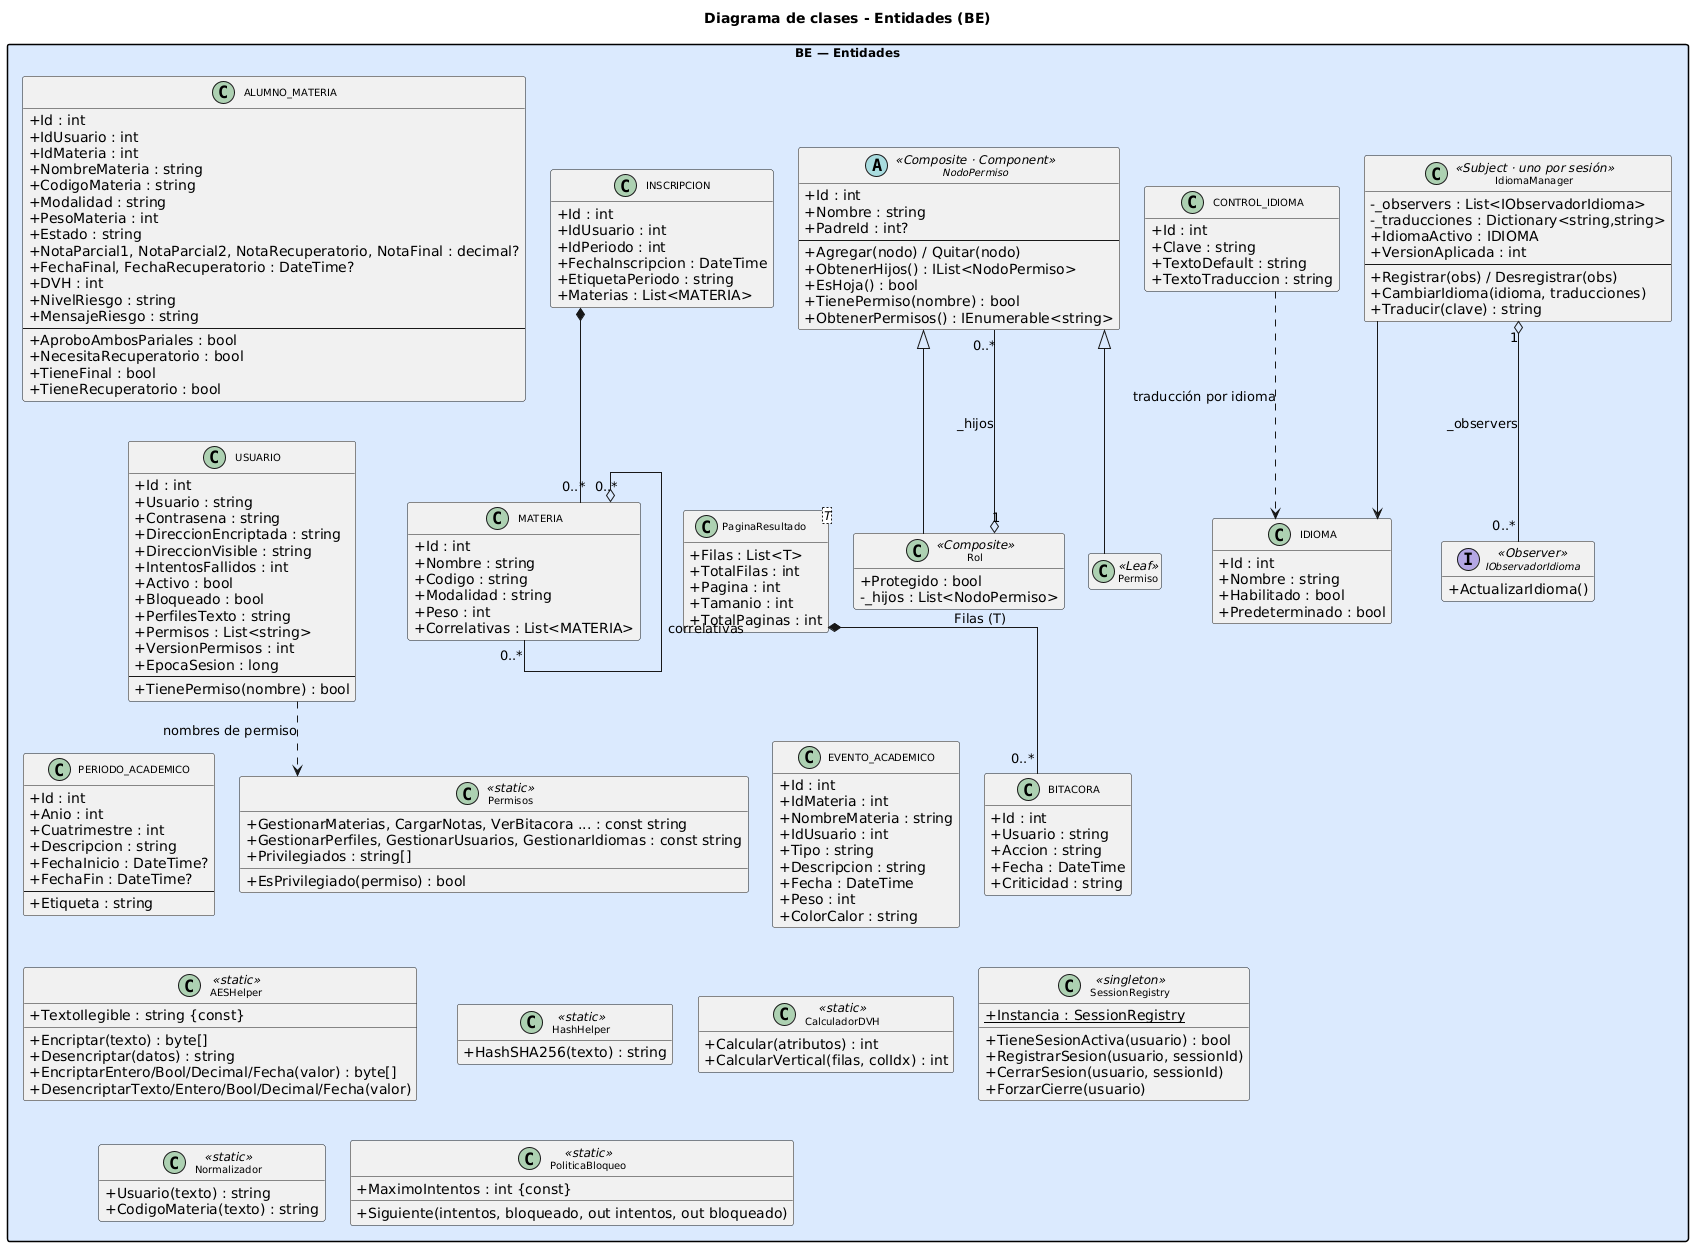 Diagrama de clases - Entidades (BE)
BE — Entidades
C ALUMNO_MATERIA
+Id : int
+IdUsuario : int
+IdMateria : int
+NombreMateria : string
+CodigoMateria : string
+Modalidad : string
+PesoMateria : int
+Estado : string
+NotaParcial1, NotaParcial2, NotaRecuperatorio, NotaFinal : decimal?
+FechaFinal, FechaRecuperatorio : DateTime?
+DVH : int
+NivelRiesgo : string
+MensajeRiesgo : string
+AproboAmbosPariales : bool
+NecesitaRecuperatorio : bool
+TieneFinal : bool
+TieneRecuperatorio : bool
C INSCRIPCION
+Id : int
+IdUsuario : int
+IdPeriodo : int
+FechaInscripcion : DateTime
+EtiquetaPeriodo : string
+Materias : List<MATERIA>
A «Composite · Component»
NodoPermiso
+Id : int
+Nombre : string
+PadreId : int?
+Agregar(nodo) / Quitar(nodo)
+ObtenerHijos() : IList<NodoPermiso>
+EsHoja() : bool
+TienePermiso(nombre) : bool
+ObtenerPermisos() : IEnumerable<string>
C CONTROL_IDIOMA
+Id : int
+Clave : string
+TextoDefault : string
+TextoTraduccion : string
C «Subject · uno por sesión»
IdiomaManager
-_observers : List<IObservadorIdioma>
-_traducciones : Dictionary<string,string>
+IdiomaActivo : IDIOMA
+VersionAplicada : int
+Registrar(obs) / Desregistrar(obs)
+CambiarIdioma(idioma, traducciones)
+Traducir(clave) : string
0..*
1
traducción por idioma
_hijos
_observers
C USUARIO
+Id : int
+Usuario : string
+Contrasena : string
+DireccionEncriptada : string
+DireccionVisible : string
+IntentosFallidos : int
+Activo : bool
+Bloqueado : bool
+PerfilesTexto : string
+Permisos : List<string>
+VersionPermisos : int
+EpocaSesion : long
+TienePermiso(nombre) : bool
0..*
0..*
C MATERIA
+Id : int
+Nombre : string
+Codigo : string
+Modalidad : string
+Peso : int
+Correlativas : List<MATERIA>
0..*
correlativas
C PaginaResultado
T
+Filas : List<T>
+TotalFilas : int
+Pagina : int
+Tamanio : int
+TotalPaginas : int
1
C «Composite»
Rol
+Protegido : bool
-_hijos : List<NodoPermiso>
Filas (T)
C «Leaf»
Permiso
C IDIOMA
+Id : int
+Nombre : string
+Habilitado : bool
+Predeterminado : bool
0..*
I «Observer»
IObservadorIdioma
+ActualizarIdioma()
nombres de permiso
C PERIODO_ACADEMICO
+Id : int
+Anio : int
+Cuatrimestre : int
+Descripcion : string
+FechaInicio : DateTime?
+FechaFin : DateTime?
+Etiqueta : string
C «static»
Permisos
+GestionarMaterias, CargarNotas, VerBitacora ... : const string
+GestionarPerfiles, GestionarUsuarios, GestionarIdiomas : const string
+Privilegiados : string[]
+EsPrivilegiado(permiso) : bool
C EVENTO_ACADEMICO
+Id : int
+IdMateria : int
+NombreMateria : string
+IdUsuario : int
+Tipo : string
+Descripcion : string
+Fecha : DateTime
+Peso : int
+ColorCalor : string
0..*
C BITACORA
+Id : int
+Usuario : string
+Accion : string
+Fecha : DateTime
+Criticidad : string
C «static»
AESHelper
+TextoIlegible : string {const}
+Encriptar(texto) : byte[]
+Desencriptar(datos) : string
+EncriptarEntero/Bool/Decimal/Fecha(valor) : byte[]
+DesencriptarTexto/Entero/Bool/Decimal/Fecha(valor)
C «static»
HashHelper
+HashSHA256(texto) : string
C «static»
CalculadorDVH
+Calcular(atributos) : int
+CalcularVertical(filas, colIdx) : int
C «singleton»
SessionRegistry
+Instancia : SessionRegistry
+TieneSesionActiva(usuario) : bool
+RegistrarSesion(usuario, sessionId)
+CerrarSesion(usuario, sessionId)
+ForzarCierre(usuario)
C «static»
Normalizador
+Usuario(texto) : string
+CodigoMateria(texto) : string
C «static»
PoliticaBloqueo
+MaximoIntentos : int {const}
+Siguiente(intentos, bloqueado, out intentos, out bloqueado)